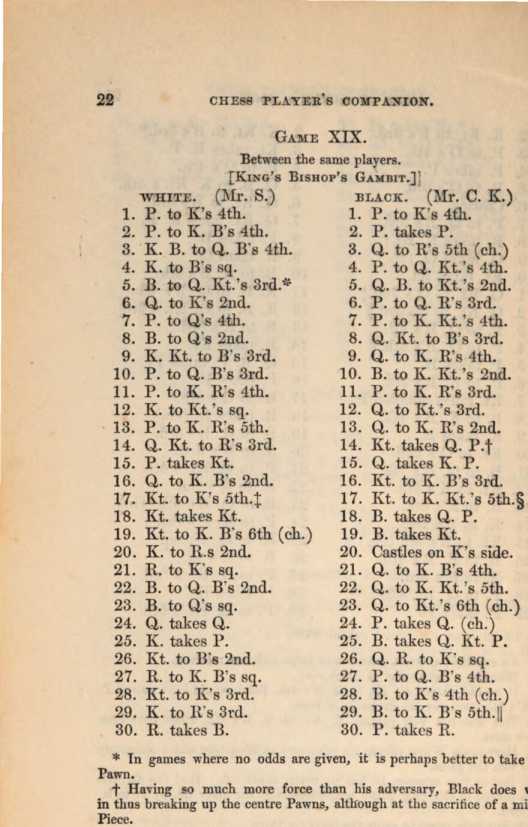 22 CHESS PLAYER'S COMPANION.
GAME XIX.
Between the same players.
[KING'S BISHOP'S GAMBIT.]
WHITE. (Mr. S.) BLACK. (Mr. C. K.)
1. P. to K's 4th. 1. P. to K's 4th.
2. P. to K. B's 4th. 2. P. takes P.
3. K. B. to Q. B's 4th. 3. Q. to R's 5th (ch.)
4. K. to B's sq. 4. P. to Q. Kt.'s 4th.
5. B. to Q. Kt.'s 3rd.* 5. Q. B. to Kt.'s 2nd.
6. Q. to K's 2nd. 6. P. to Q. R's 3rd.
7. P. to Q's 4th. 7. P. to K. Kt.'s 4th.
8. B. to Q's 2nd. 8. Q. Kt. to B's 3rd.
9. K. Kt. to B's 3rd. 9. Q. to K. R's 4th.
10. P. to Q. B's 3rd. 10. B. to K. Kt.'s 2nd.
11. P. to K. R's 4th. 11. P. to K. R's 3rd.
12. K. to Kt.'s sq. 12. Q. to Kt.'s 3rd.
13. P. to K. R's 5th. 13. Q. to K. R's 2nd.
14. Q. Kt. to R's 3rd. 14. Kt. takes Q. P.†
15. P. takes Kt. 15. Q. takes K. P.
16. Q. to K. B's 2nd. 16. Kt. to K. B's 3rd.
17. Kt. to K's 5th.‡ 17. Kt. to K. Kt.'s 5th.§
18. Kt. takes Kt. 18. B. takes Q. P.
19. Kt. to K. B's 6th (ch.) 19. B. takes Kt.
20. K. to R.s 2nd. 20. Castles on K's side.
21. R. to K's sq. 21. Q. to K. B's 4th.
22. B. to Q. B's 2nd. 22. Q. to K. Kt.'s 5th.
23. B. to Q's sq. 23. Q. to Kt.'s 6th (ch.)
24. Q. takes Q. 24. P. takes Q. (ch.)
25. K. takes P. 25. B. takes Q. Kt. P.
26. Kt. to B's 2nd. 26. Q. R. to K's sq.
27. R. to K. B's sq. 27. P. to Q. B's 4th.
28. Kt. to K's 3rd. 28. B. to K's 4th (ch.)
29. K. to R's 3rd. 29. B. to K. B's 5th.||
30. R. takes B. 30. P. takes R.
* In games where no odds are given, it is perhaps better to take
Pawn.
† Having so much more force than his adversary, Black does
in thus breaking up the centre Pawns, although at the sacrifice of a mi
Piece.